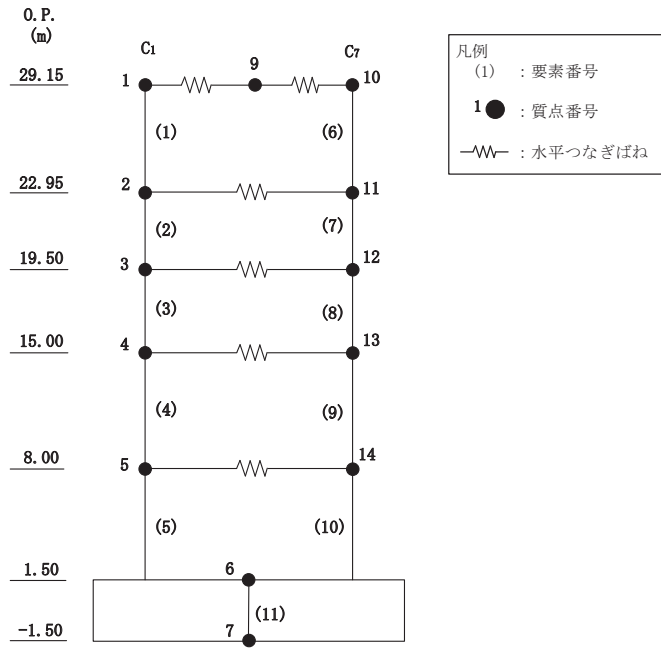 O.P.
(m)
C1 C7
29.15 1 9 10
(1) (6)
22.95 2 11
(2) (7)
19.50 3 12
(3) (8)
15.00 4 13
(4) (9)
8.00 5 14
(5) (10)
1.50 6
(11)
-1.50 7
凡例
(1) : 要素番号
1 : 質点番号
: 水平つなぎばね